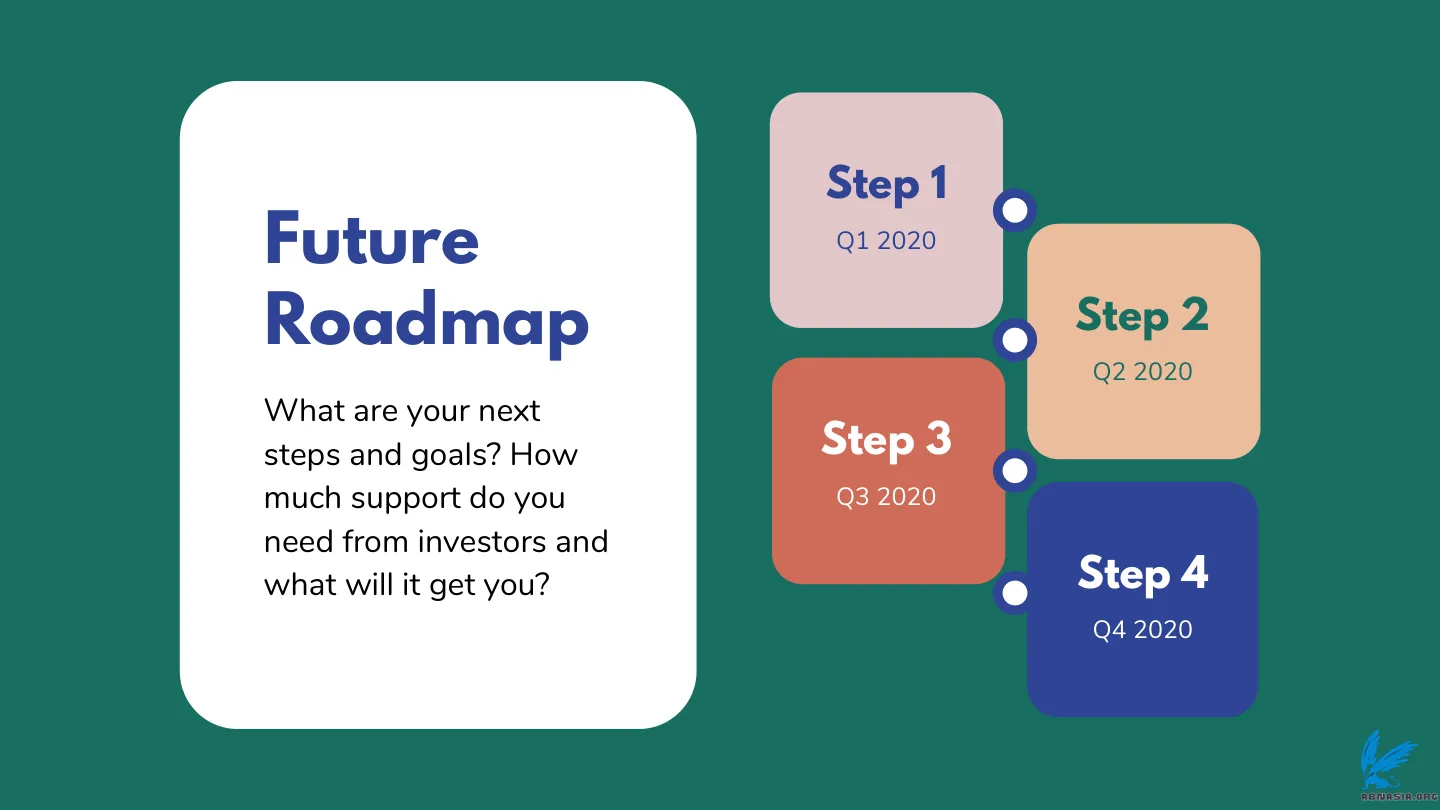 Future
Roadmap
What are your next
steps and goals? How
much support do you
need from investors and
what will it get you?
Step 1
Q1 2020
Step 2
Q2 2020
Step 3
Q3 2020
Step 4
Q4 2020
ABNASIA.ORG